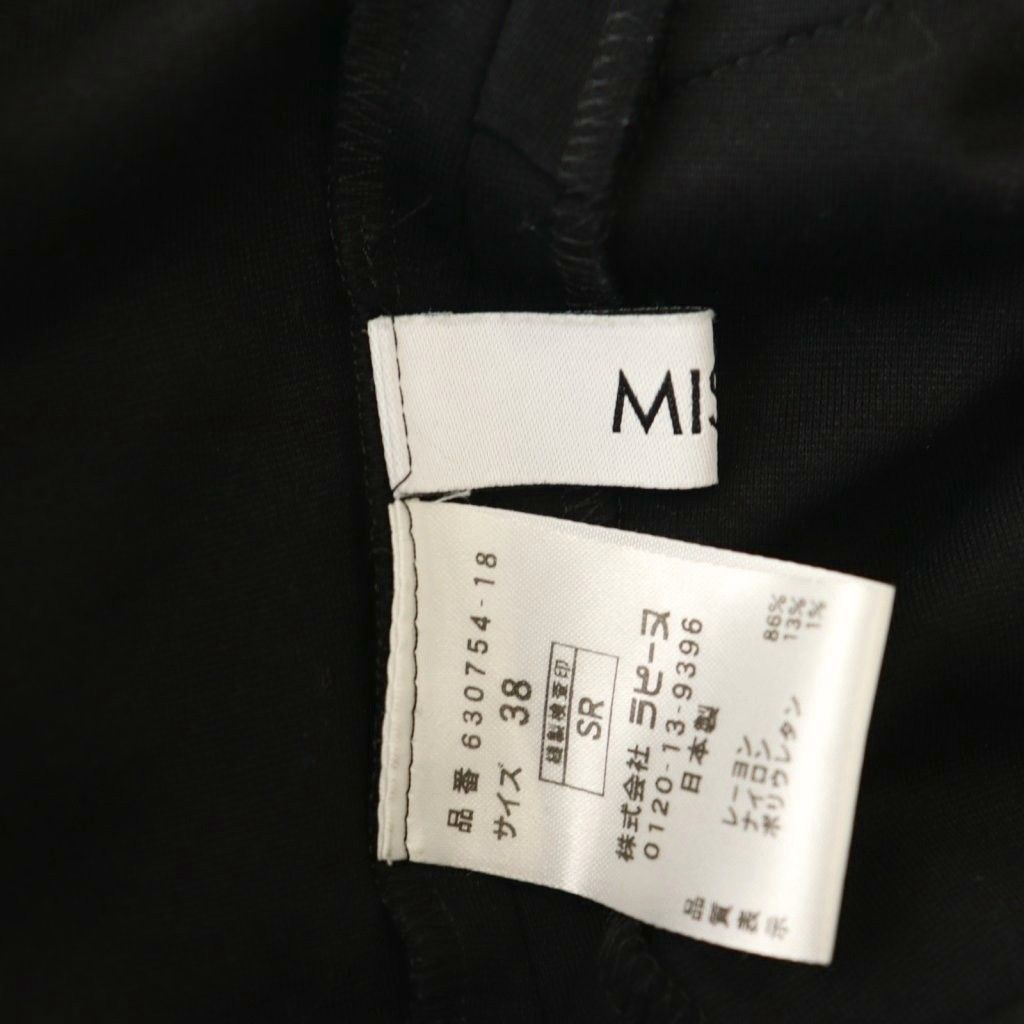 MIS
品番 630754-18
サイズ 38
縫製検査印
SR
株式会社 ラピーヌ
0120-13-9396
日本製
品質表示
レーヨン 86%
ナイロン 13%
ポリウレタン 1%